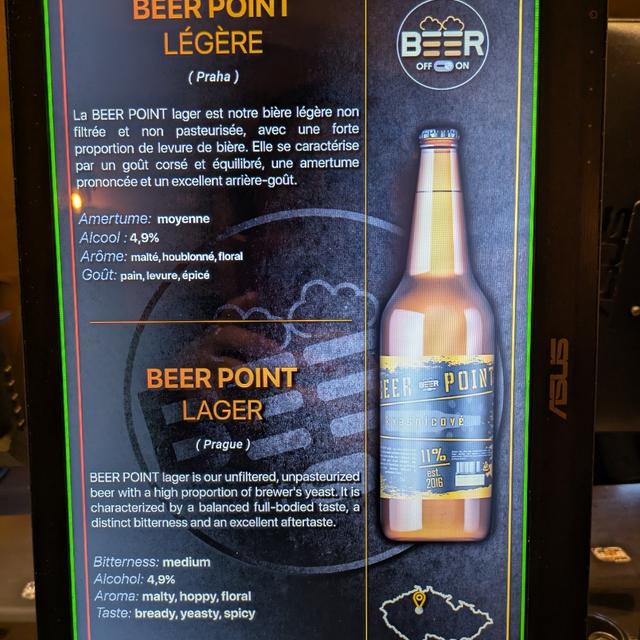 BEER POINT
LÉGÈRE
( Praha )
La BEER POINT lager est notre bière légère non
filtrée et non pasteurisée, avec une forte
proportion de levure de bière. Elle se caractérise
par un goût corsé et équilibré, une amertume
prononcée et un excellent arrière-goût.
Amertume: moyenne
Alcool : 4,9%
Arôme: malté, houblonné, floral
Goût: pain, levure, épicé
BEER
OFF ON
BEER POINT
LAGER
( Prague )
BEER POINT lager is our unfiltered, unpasteurized
beer with a high proportion of brewer's yeast. It is
characterized by a balanced full-bodied taste, a
distinct bitterness and an excellent aftertaste.
Bitterness: medium
Alcohol: 4,9%
Aroma: malty, hoppy, floral
Taste: bready, yeasty, spicy
BEER BEER POINT
11%
est.
2016
ASUS